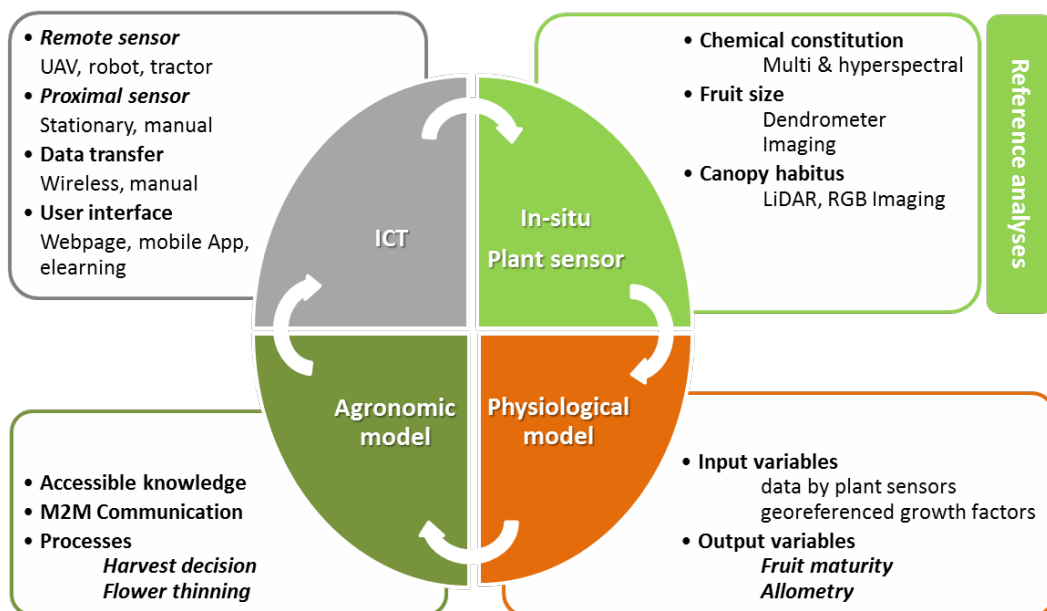 • Remote sensor
UAV, robot, tractor
• Proximal sensor
Stationary, manual
• Data transfer
Wireless, manual
• User interface
Webpage, mobile App,
elearning
• Chemical constitution
Multi & hyperspectral
• Fruit size
Dendrometer
Imaging
• Canopy habitus
LiDAR, RGB Imaging
Reference analyses
ICT
In-situ
Plant sensor
Agronomic
model
Physiological
model
• Accessible knowledge
• M2M Communication
• Processes
Harvest decision
Flower thinning
• Input variables
data by plant sensors
georeferenced growth factors
• Output variables
Fruit maturity
Allometry